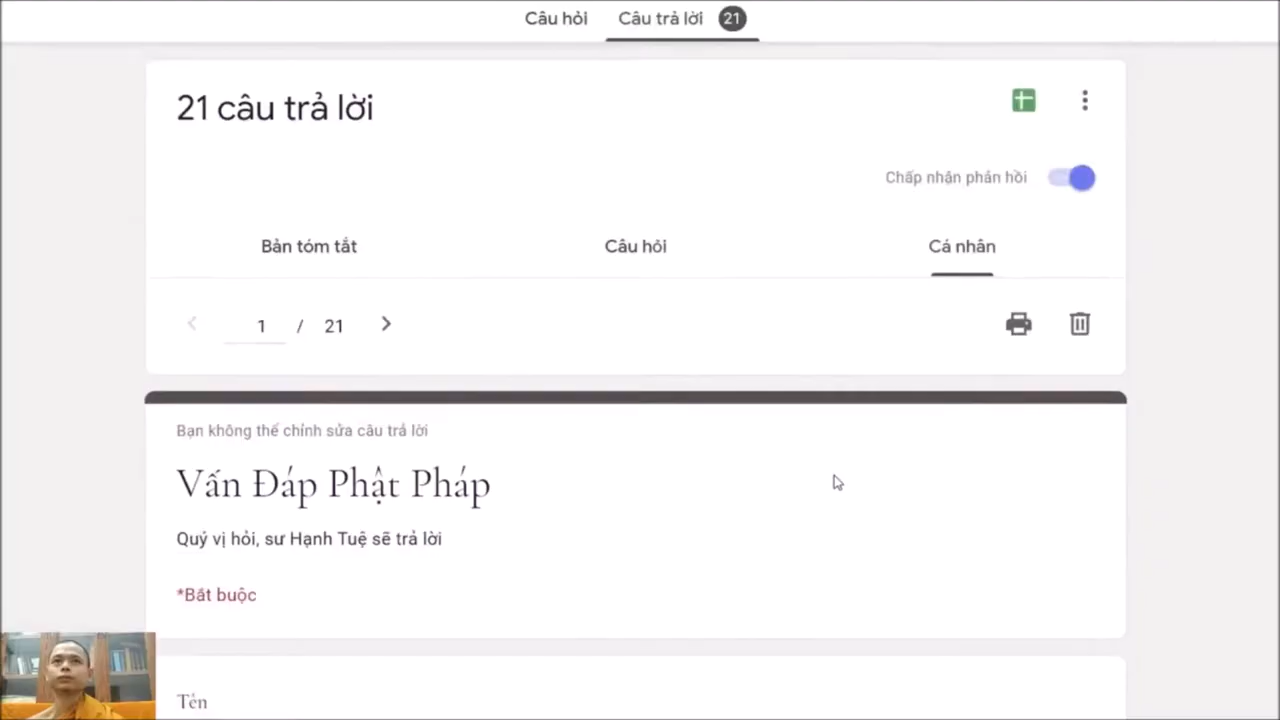 Câu hỏi Câu trả lời 21
21 câu trả lời
Chấp nhận phản hồi
Bản tóm tắt Câu hỏi Cá nhân
1 / 21
Bạn không thể chỉnh sửa câu trả lời
Vấn Đáp Phật Pháp
Quý vị hỏi, sư Hạnh Tuệ sẽ trả lời
*Bắt buộc
Tên